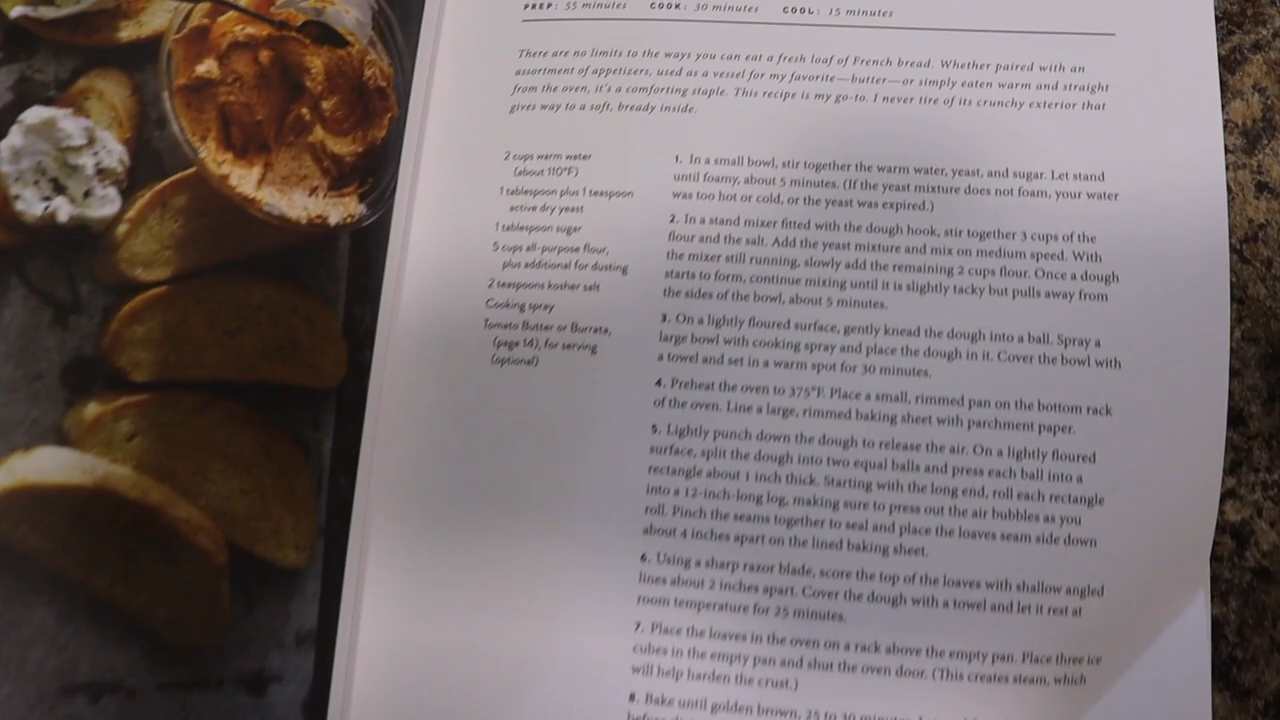 PREP: 55 minutes COOK: 30 minutes COOL: 15 minutes
There are no limits to the ways you can eat a fresh loaf of French bread. Whether paired with an
assortment of appetizers, used as a vessel for my favorite—butter—or simply eaten warm and straight
from the oven, it's a comforting staple. This recipe is my go-to. I never tire of its crunchy exterior that
gives way to a soft, bready inside.
2 cups warm water
(about 110°F)
1 tablespoon plus 1 teaspoon
active dry yeast
1 tablespoon sugar
5 cups all-purpose flour,
plus additional for dusting
2 teaspoons kosher salt
Cooking spray
Tomato Butter or Burrata,
(page 14), for serving
(optional)
1. In a small bowl, stir together the warm water, yeast, and sugar. Let stand
until foamy, about 5 minutes. (If the yeast mixture does not foam, your water
was too hot or cold, or the yeast was expired.)
2. In a stand mixer fitted with the dough hook, stir together 3 cups of the
flour and the salt. Add the yeast mixture and mix on medium speed. With
the mixer still running, slowly add the remaining 2 cups flour. Once a dough
starts to form, continue mixing until it is slightly tacky but pulls away from
the sides of the bowl, about 5 minutes.
3. On a lightly floured surface, gently knead the dough into a ball. Spray a
large bowl with cooking spray and place the dough in it. Cover the bowl with
a towel and set in a warm spot for 30 minutes.
4. Preheat the oven to 375°F. Place a small, rimmed pan on the bottom rack
of the oven. Line a large, rimmed baking sheet with parchment paper.
5. Lightly punch down the dough to release the air. On a lightly floured
surface, split the dough into two equal balls and press each ball into a
rectangle about 1 inch thick. Starting with the long end, roll each rectangle
into a 12-inch-long log, making sure to press out the air bubbles as you
roll. Pinch the seams together to seal and place the loaves seam side down
about 4 inches apart on the lined baking sheet.
6. Using a sharp razor blade, score the top of the loaves with shallow angled
lines about 2 inches apart. Cover the dough with a towel and let it rest at
room temperature for 25 minutes.
7. Place the loaves in the oven on a rack above the empty pan. Place three ice
cubes in the empty pan and shut the oven door. (This creates steam, which
will help harden the crust.)
8. Bake until golden brown, 25 to 30 minutes